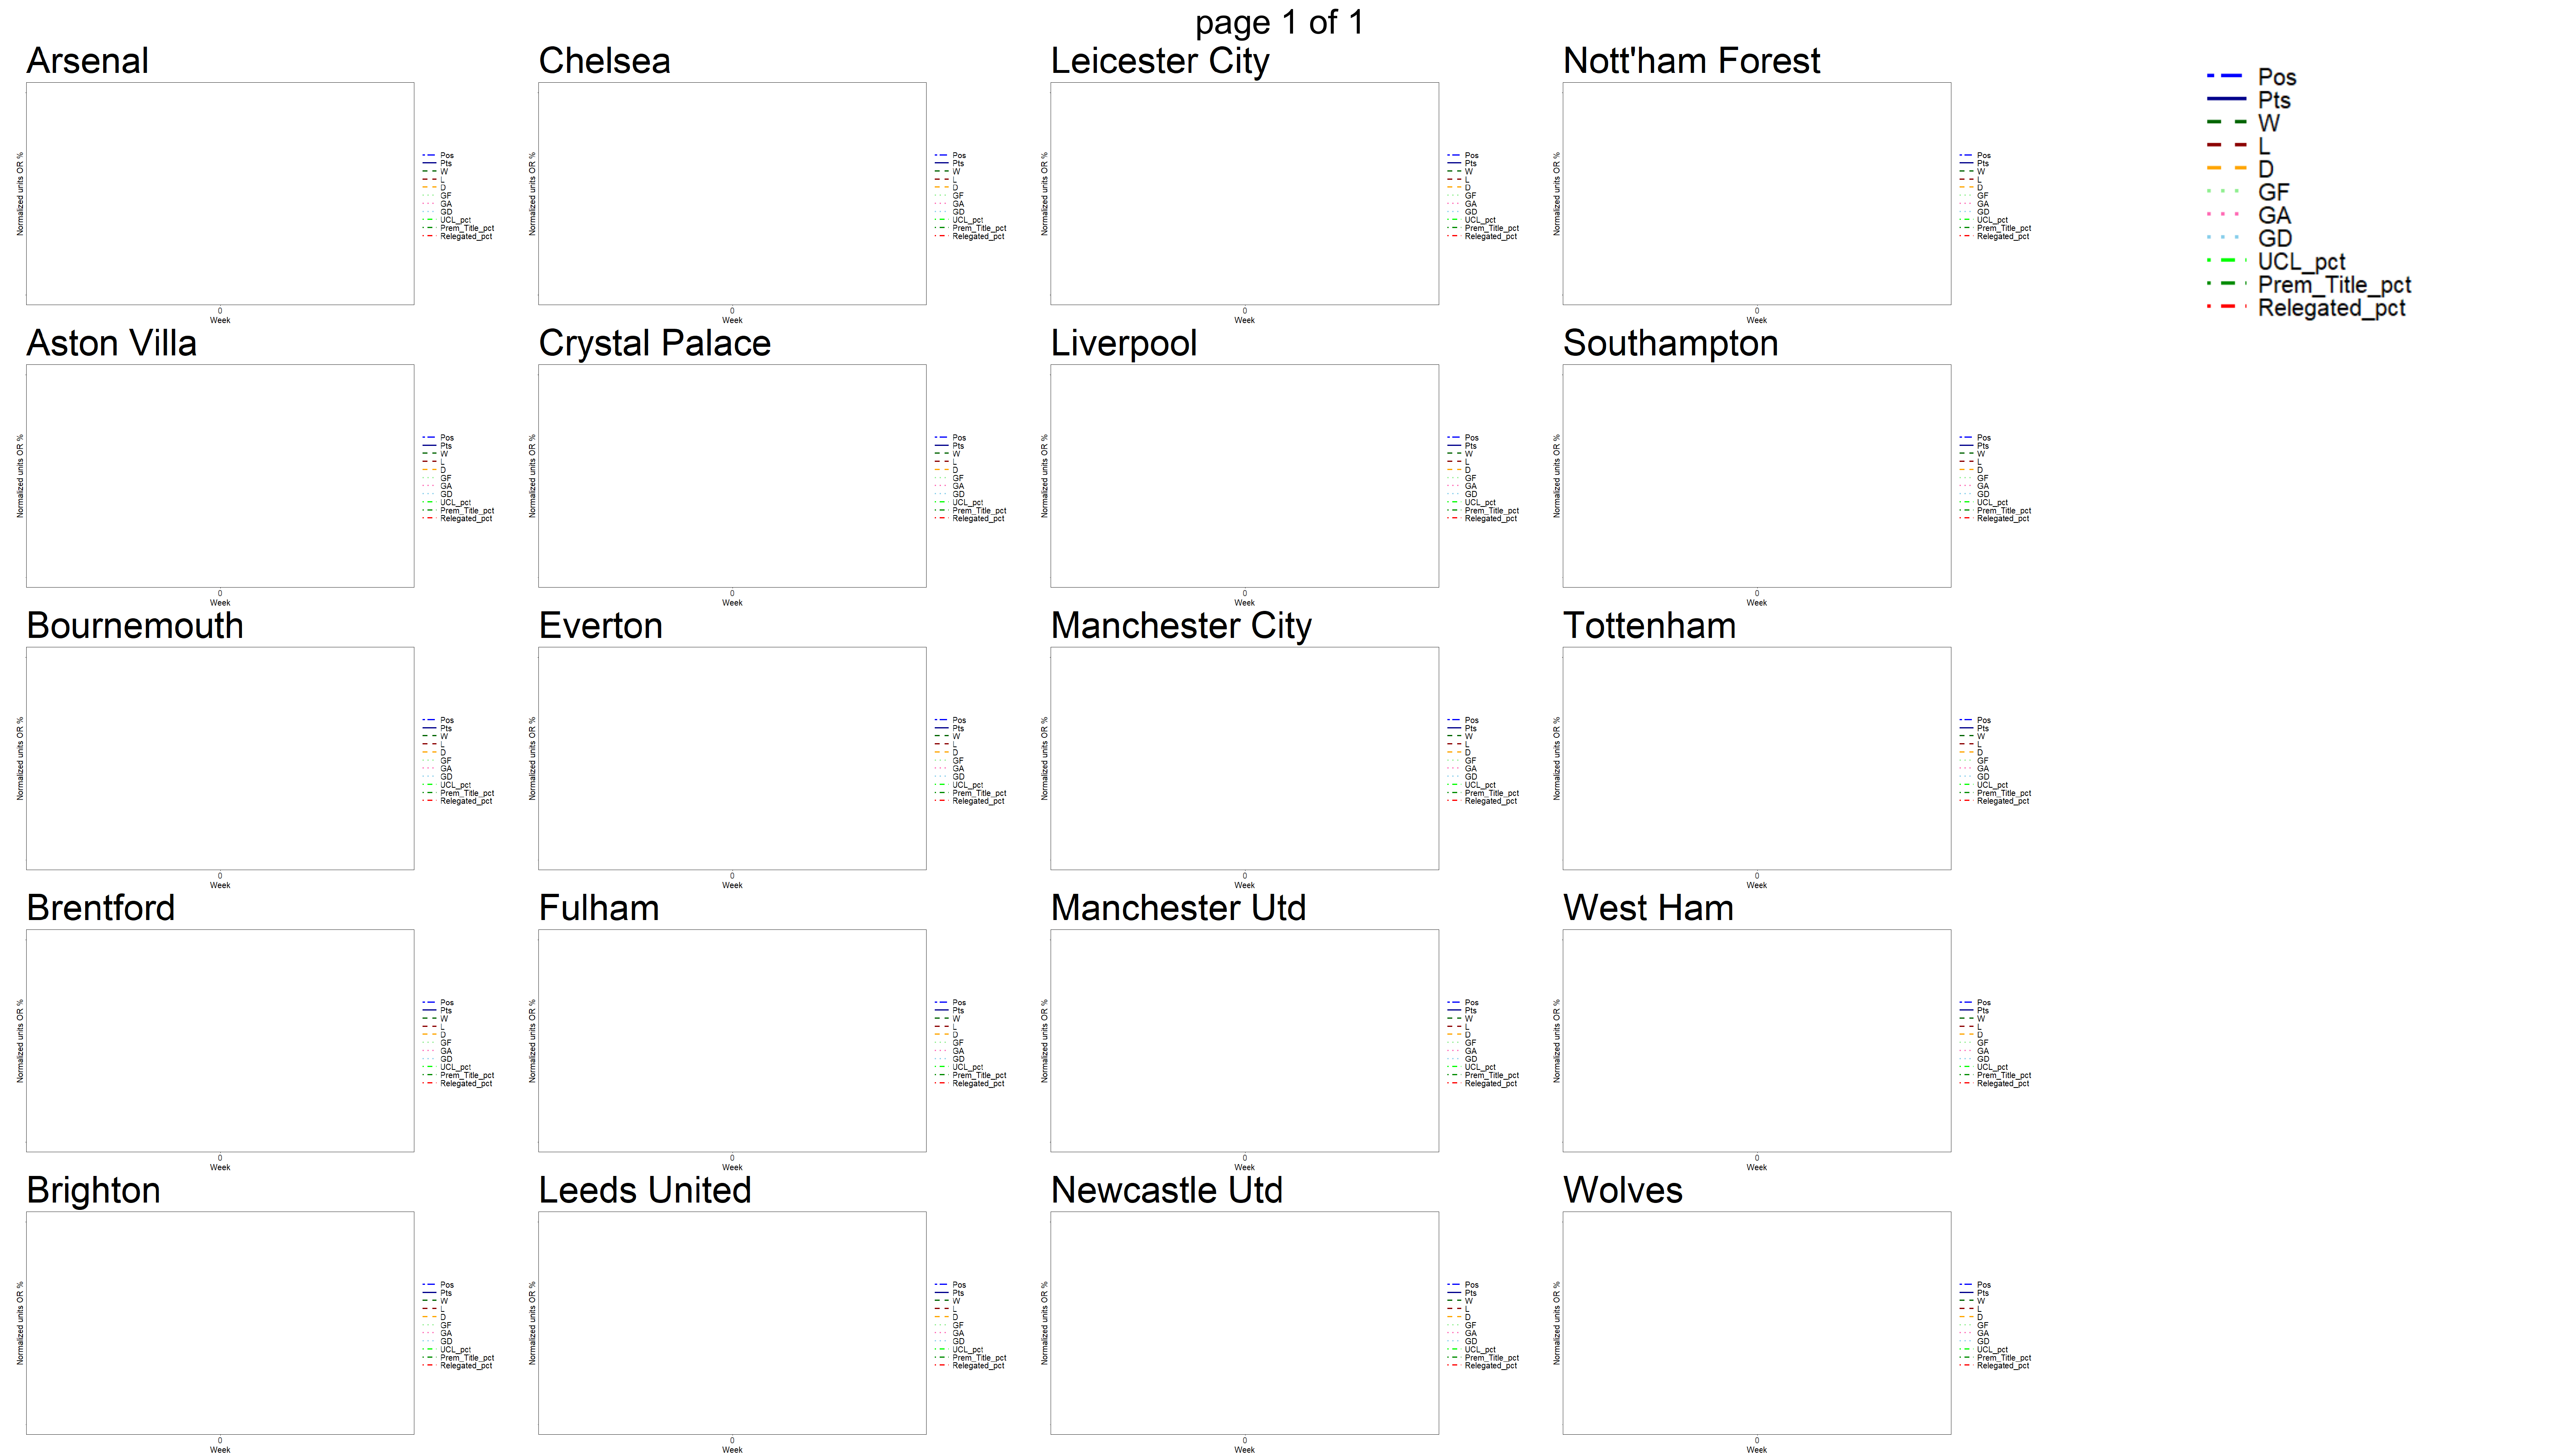 page 1 of 1
Arsenal
Normalized units OR %
Pos
Pts
W
L
D
GF
GA
GD
UCL_pct
Prem_Title_pct
Relegated_pct
0
Week
Chelsea
Normalized units OR %
Pos
Pts
W
L
D
GF
GA
GD
UCL_pct
Prem_Title_pct
Relegated_pct
0
Week
Leicester City
Normalized units OR %
Pos
Pts
W
L
D
GF
GA
GD
UCL_pct
Prem_Title_pct
Relegated_pct
0
Week
Nott'ham Forest
Normalized units OR %
Pos
Pts
W
L
D
GF
GA
GD
UCL_pct
Prem_Title_pct
Relegated_pct
0
Week
Pos
Pts
W
L
D
GF
GA
GD
UCL_pct
Prem_Title_pct
Relegated_pct
Aston Villa
Normalized units OR %
Pos
Pts
W
L
D
GF
GA
GD
UCL_pct
Prem_Title_pct
Relegated_pct
0
Week
Crystal Palace
Normalized units OR %
Pos
Pts
W
L
D
GF
GA
GD
UCL_pct
Prem_Title_pct
Relegated_pct
0
Week
Liverpool
Normalized units OR %
Pos
Pts
W
L
D
GF
GA
GD
UCL_pct
Prem_Title_pct
Relegated_pct
0
Week
Southampton
Normalized units OR %
Pos
Pts
W
L
D
GF
GA
GD
UCL_pct
Prem_Title_pct
Relegated_pct
0
Week
Bournemouth
Normalized units OR %
Pos
Pts
W
L
D
GF
GA
GD
UCL_pct
Prem_Title_pct
Relegated_pct
0
Week
Everton
Normalized units OR %
Pos
Pts
W
L
D
GF
GA
GD
UCL_pct
Prem_Title_pct
Relegated_pct
0
Week
Manchester City
Normalized units OR %
Pos
Pts
W
L
D
GF
GA
GD
UCL_pct
Prem_Title_pct
Relegated_pct
0
Week
Tottenham
Normalized units OR %
Pos
Pts
W
L
D
GF
GA
GD
UCL_pct
Prem_Title_pct
Relegated_pct
0
Week
Brentford
Normalized units OR %
Pos
Pts
W
L
D
GF
GA
GD
UCL_pct
Prem_Title_pct
Relegated_pct
0
Week
Fulham
Normalized units OR %
Pos
Pts
W
L
D
GF
GA
GD
UCL_pct
Prem_Title_pct
Relegated_pct
0
Week
Manchester Utd
Normalized units OR %
Pos
Pts
W
L
D
GF
GA
GD
UCL_pct
Prem_Title_pct
Relegated_pct
0
Week
West Ham
Normalized units OR %
Pos
Pts
W
L
D
GF
GA
GD
UCL_pct
Prem_Title_pct
Relegated_pct
0
Week
Brighton
Normalized units OR %
Pos
Pts
W
L
D
GF
GA
GD
UCL_pct
Prem_Title_pct
Relegated_pct
0
Week
Leeds United
Normalized units OR %
Pos
Pts
W
L
D
GF
GA
GD
UCL_pct
Prem_Title_pct
Relegated_pct
0
Week
Newcastle Utd
Normalized units OR %
Pos
Pts
W
L
D
GF
GA
GD
UCL_pct
Prem_Title_pct
Relegated_pct
0
Week
Wolves
Normalized units OR %
Pos
Pts
W
L
D
GF
GA
GD
UCL_pct
Prem_Title_pct
Relegated_pct
0
Week